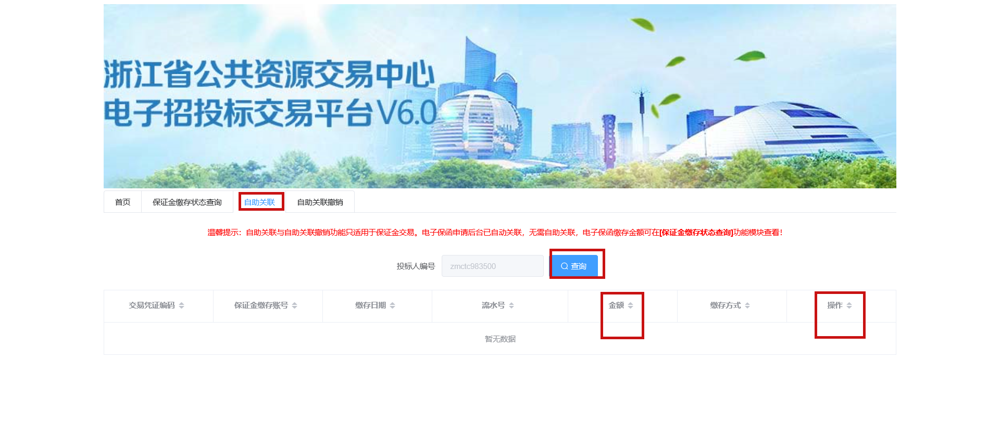 浙江省公共资源交易中心
电子招投标交易平台V6.0
首页 保证金缴存状态查询 自助关联 自助关联撤销
温馨提示：自助关联与自助关联撤销功能只适用于保证金交易。电子保函申请后台已自动关联，无需自助关联，电子保函缴存金额可在[保证金缴存状态查询]功能模块查看！
投标人编号 zmctc983500 查询
交易凭证编码 保证金缴存账号 缴存日期 流水号 金额 缴存方式 操作
暂无数据